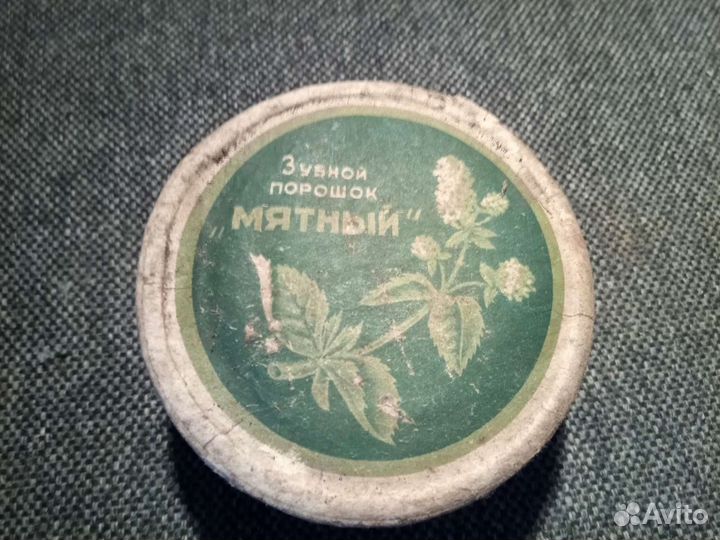 Зубной
порошок
„МЯТНЫЙ"
Avito